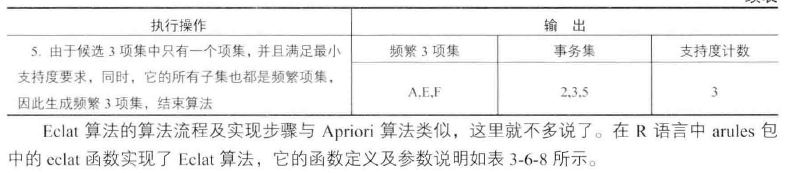 执行操作
输 出
5. 由于候选 3 项集中只有一个项集，并且满足最小
支持度要求，同时，它的所有子集也都是频繁项集，
因此生成频繁 3 项集，结束算法
频繁 3 项集
事务集
支持度计数
A,E,F
2,3,5
3
Eclat 算法的算法流程及实现步骤与 Apriori 算法类似，这里就不多说了。在 R 语言中 arules 包
中的 eclat 函数实现了 Eclat 算法，它的函数定义及参数说明如表 3-6-8 所示。